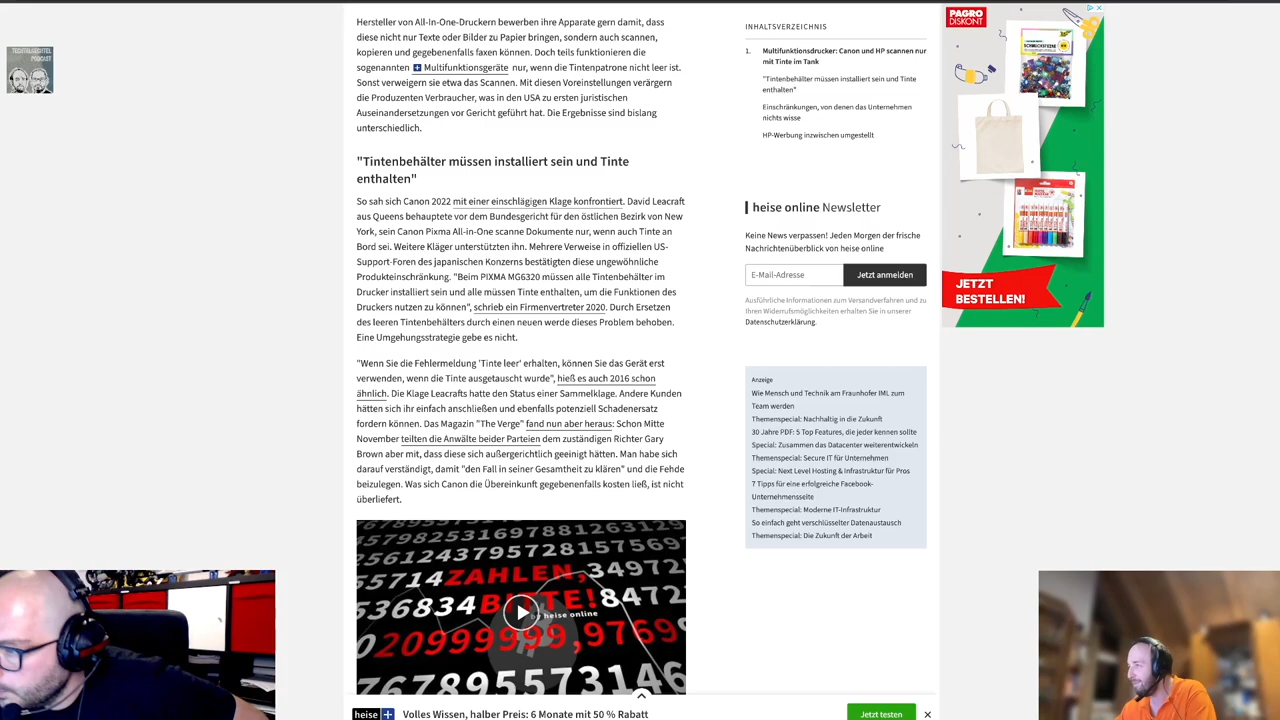 TECHTELMECHTEL
PODCAST
Hersteller von All-In-One-Druckern bewerben ihre Apparate gern damit, dass
diese nicht nur Texte oder Bilder zu Papier bringen, sondern auch scannen,
kopieren und gegebenenfalls faxen können. Doch teils funktionieren die
sogenannten Multifunktionsgeräte nur, wenn die Tintenpatrone nicht leer ist.
Sonst verweigern sie etwa das Scannen. Mit diesen Voreinstellungen verärgern
die Produzenten Verbraucher, was in den USA zu ersten juristischen
Auseinandersetzungen vor Gericht geführt hat. Die Ergebnisse sind bislang
unterschiedlich.
"Tintenbehälter müssen installiert sein und Tinte
enthalten"
So sah sich Canon 2022 mit einer einschlägigen Klage konfrontiert. David Leacraft
aus Queens behauptete vor dem Bundesgericht für den östlichen Bezirk von New
York, sein Canon Pixma All-in-One scanne Dokumente nur, wenn auch Tinte an
Bord sei. Weitere Kläger unterstützten ihn. Mehrere Verweise in offiziellen US-
Support-Foren des japanischen Konzerns bestätigten diese ungewöhnliche
Produkteinschränkung. "Beim PIXMA MG6320 müssen alle Tintenbehälter im
Drucker installiert sein und alle müssen Tinte enthalten, um die Funktionen des
Druckers nutzen zu können", schrieb ein Firmenvertreter 2020. Durch Ersetzen
des leeren Tintenbehälters durch einen neuen werde dieses Problem behoben.
Eine Umgehungsstrategie gebe es nicht.
"Wenn Sie die Fehlermeldung 'Tinte leer' erhalten, können Sie das Gerät erst
verwenden, wenn die Tinte ausgetauscht wurde", hieß es auch 2016 schon
ähnlich. Die Klage Leacrafts hatte den Status einer Sammelklage. Andere Kunden
hätten sich ihr einfach anschließen und ebenfalls potenziell Schadenersatz
fordern können. Das Magazin "The Verge" fand nun aber heraus: Schon Mitte
November teilten die Anwälte beider Parteien dem zuständigen Richter Gary
Brown aber mit, dass diese sich außergerichtlich geeinigt hätten. Man habe sich
darauf verständigt, damit "den Fall in seiner Gesamtheit zu klären" und die Fehde
beizulegen. Was sich Canon die Übereinkunft gegebenenfalls kosten ließ, ist nicht
überliefert.
ZAHLEN,
BITTE!
by heise online
INHALTSVERZEICHNIS
1. Multifunktionsdrucker: Canon und HP scannen nur
mit Tinte im Tank
"Tintenbehälter müssen installiert sein und Tinte
enthalten"
Einschränkungen, von denen das Unternehmen
nichts wisse
HP-Werbung inzwischen umgestellt
heise online Newsletter
Keine News verpassen! Jeden Morgen der frische
Nachrichtenüberblick von heise online
E-Mail-Adresse
Jetzt anmelden
Ausführliche Informationen zum Versandverfahren und zu
Ihren Widerrufsmöglichkeiten erhalten Sie in unserer
Datenschutzerklärung.
Anzeige
Wie Mensch und Technik am Fraunhofer IML zum
Team werden
Themenspecial: Nachhaltig in die Zukunft
30 Jahre PDF: 5 Top Features, die jeder kennen sollte
Special: Zusammen das Datacenter weiterentwickeln
Themenspecial: Secure IT für Unternehmen
Special: Next Level Hosting & Infrastruktur für Pros
7 Tipps für eine erfolgreiche Facebook-
Unternehmensseite
Themenspecial: Moderne IT-Infrastruktur
So einfach geht verschlüsselter Datenaustausch
Themenspecial: Die Zukunft der Arbeit
PAGRO
DISKONT
JETZT
BESTELLEN!
heise + Volles Wissen, halber Preis: 6 Monate mit 50 % Rabatt
Jetzt testen